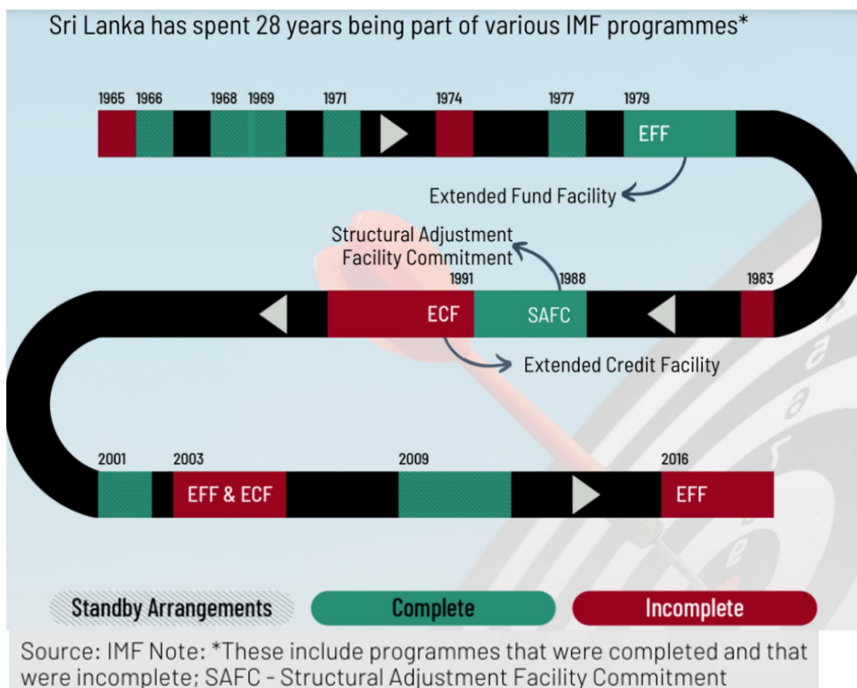 Sri Lanka has spent 28 years being part of various IMF programmes*
1965 1966 1968 1969 1971 1974 1977 1979
EFF
Extended Fund Facility
Structural Adjustment
Facility Commitment
1991 1988 1983
ECF SAFC
Extended Credit Facility
2001 2003 2009 2016
EFF & ECF EFF
Standby Arrangements Complete Incomplete
Source: IMF Note: *These include programmes that were completed and that
were incomplete; SAFC - Structural Adjustment Facility Commitment